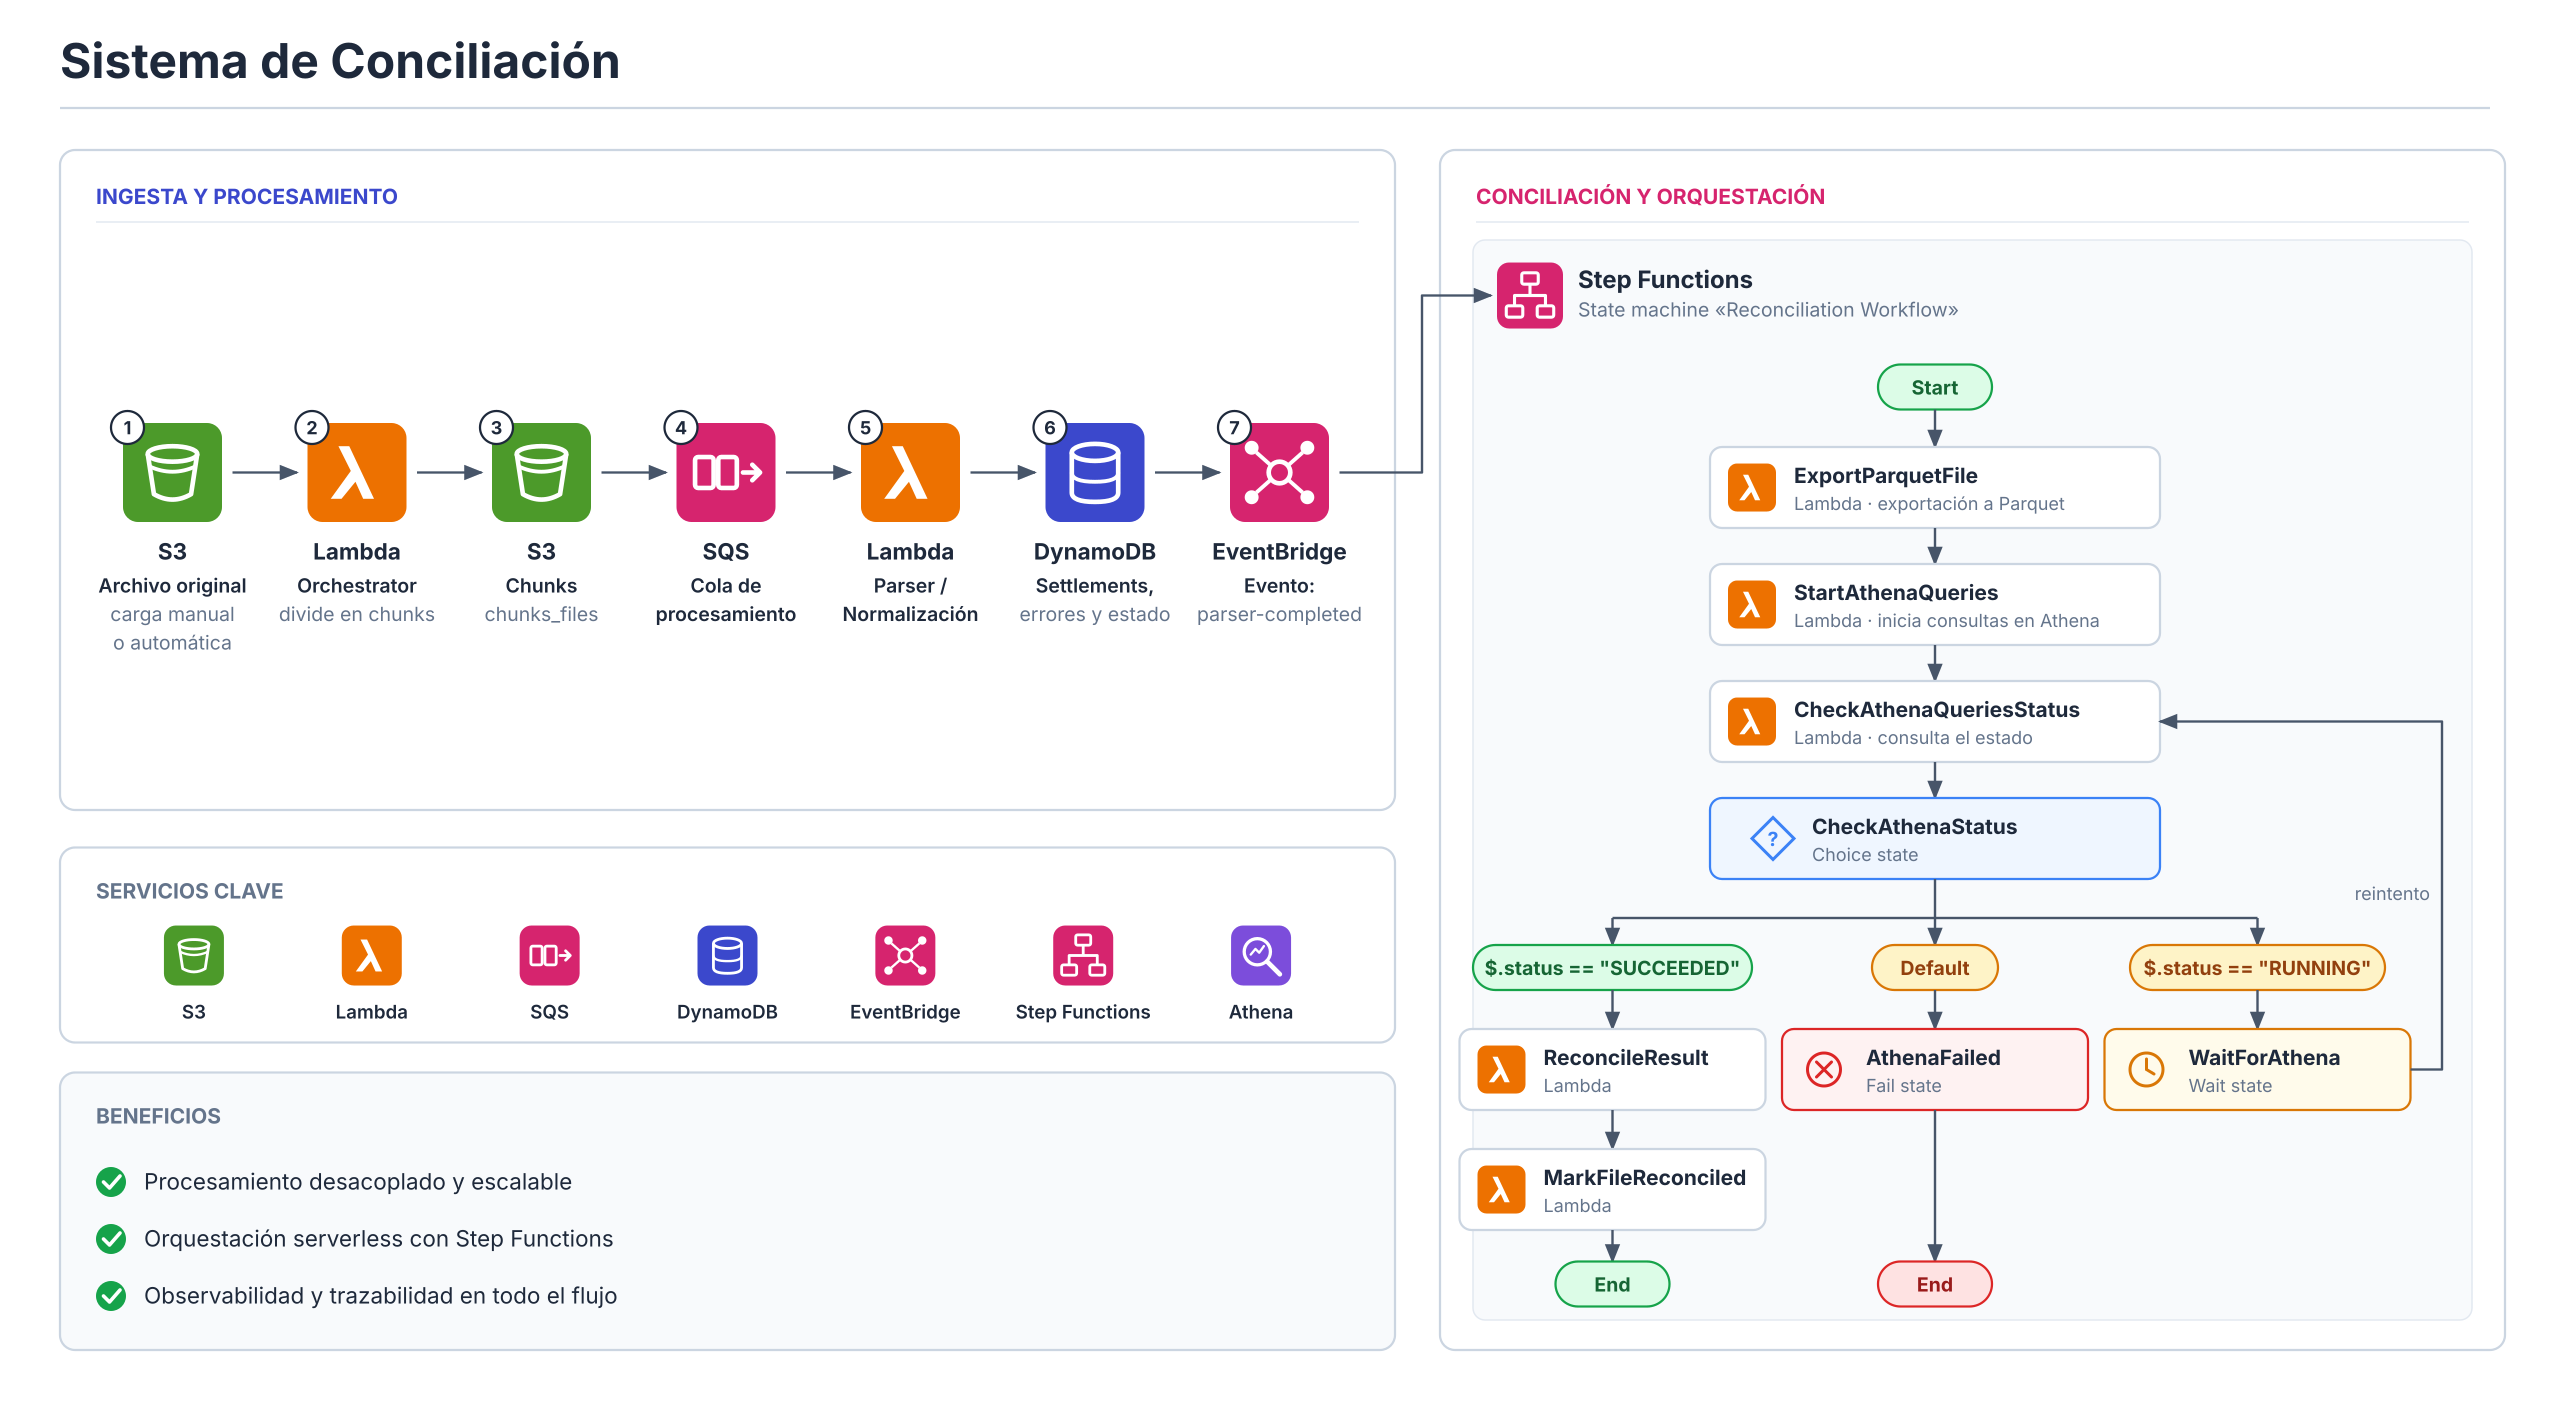 Sistema de Conciliación
INGESTA Y PROCESAMIENTO
1
S3
Archivo original
carga manual
o automática
2
Lambda
Orchestrator
divide en chunks
3
S3
Chunks
chunks_files
4
SQS
Cola de
procesamiento
5
Lambda
Parser /
Normalización
6
DynamoDB
Settlements,
errores y estado
7
EventBridge
Evento:
parser-completed
SERVICIOS CLAVE
S3
Lambda
SQS
DynamoDB
EventBridge
Step Functions
Athena
BENEFICIOS
Procesamiento desacoplado y escalable
Orquestación serverless con Step Functions
Observabilidad y trazabilidad en todo el flujo
CONCILIACIÓN Y ORQUESTACIÓN
Step Functions
State machine «Reconciliation Workflow»
Start
ExportParquetFile
Lambda · exportación a Parquet
StartAthenaQueries
Lambda · inicia consultas en Athena
CheckAthenaQueriesStatus
Lambda · consulta el estado
?
CheckAthenaStatus
Choice state
reintento
$.status == "SUCCEEDED"
Default
$.status == "RUNNING"
ReconcileResult
Lambda
AthenaFailed
Fail state
WaitForAthena
Wait state
MarkFileReconciled
Lambda
End
End